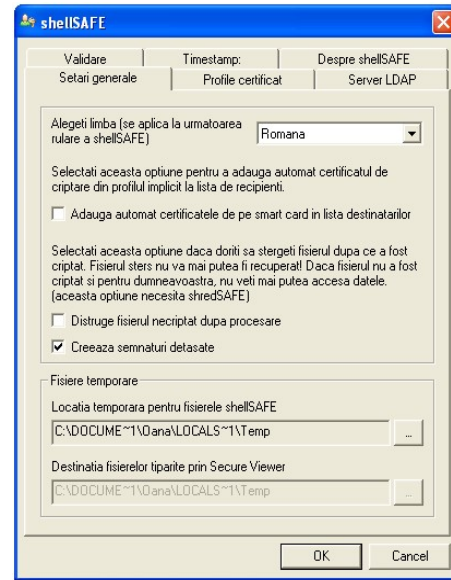 shellSAFE
Validare
Timestamp:
Despre shellSAFE
Setari generale
Profile certificat
Server LDAP
Alegeti limba (se aplica la urmatoarea
rulare a shellSAFE)
Romana
Selectati aceasta optiune pentru a adauga automat certificatul de
criptare din profilul implicit la lista de recipienti.
Adauga automat certificatele de pe smart card in lista destinatarilor
Selectati aceasta optiune daca doriti sa stergeti fisierul dupa ce a fost
criptat. Fisierul sters nu va mai putea fi recuperat! Daca fisierul nu a fost
criptat si pentru dumneavoastra, nu veti mai putea accesa datele.
(aceasta optiune necesita shredSAFE)
Distruge fisierul necriptat dupa procesare
Creeaza semnaturi detasate
Fisiere temporare
Locatia temporara pentru fisierele shellSAFE
C:\DOCUME~1\Oana\LOCALS~1\Temp
...
Destinatia fisierelor tiparite prin Secure Viewer
C:\DOCUME~1\Oana\LOCALS~1\Temp
...
OK
Cancel